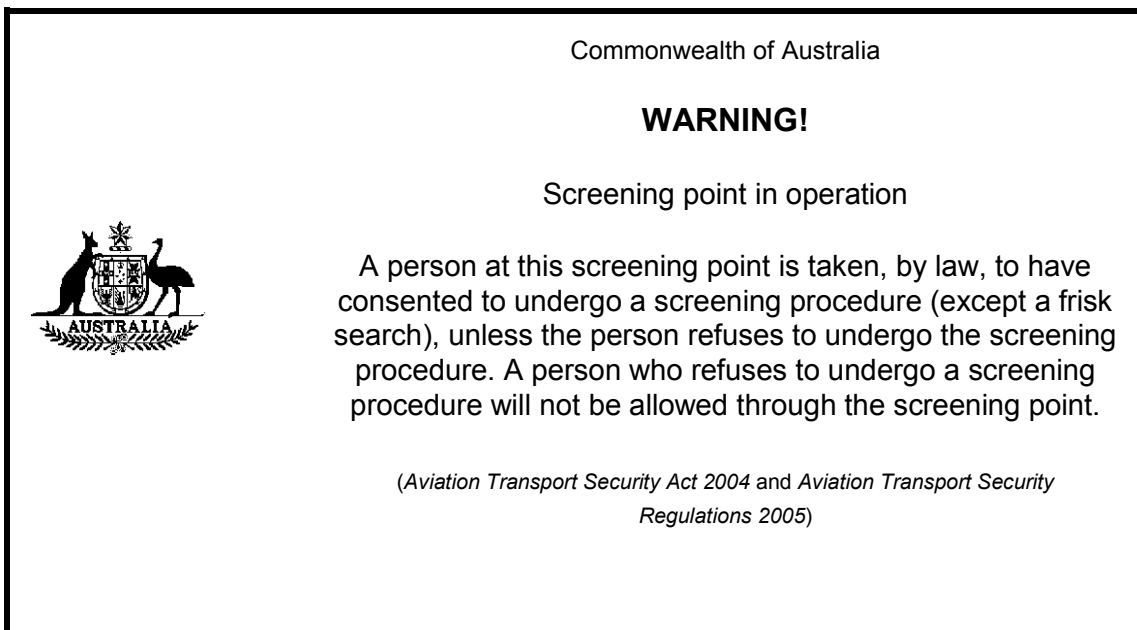 Commonwealth of Australia
WARNING!
Screening point in operation
AUSTRALIA
A person at this screening point is taken, by law, to have
consented to undergo a screening procedure (except a frisk
search), unless the person refuses to undergo the screening
procedure. A person who refuses to undergo a screening
procedure will not be allowed through the screening point.
(Aviation Transport Security Act 2004 and Aviation Transport Security
Regulations 2005)